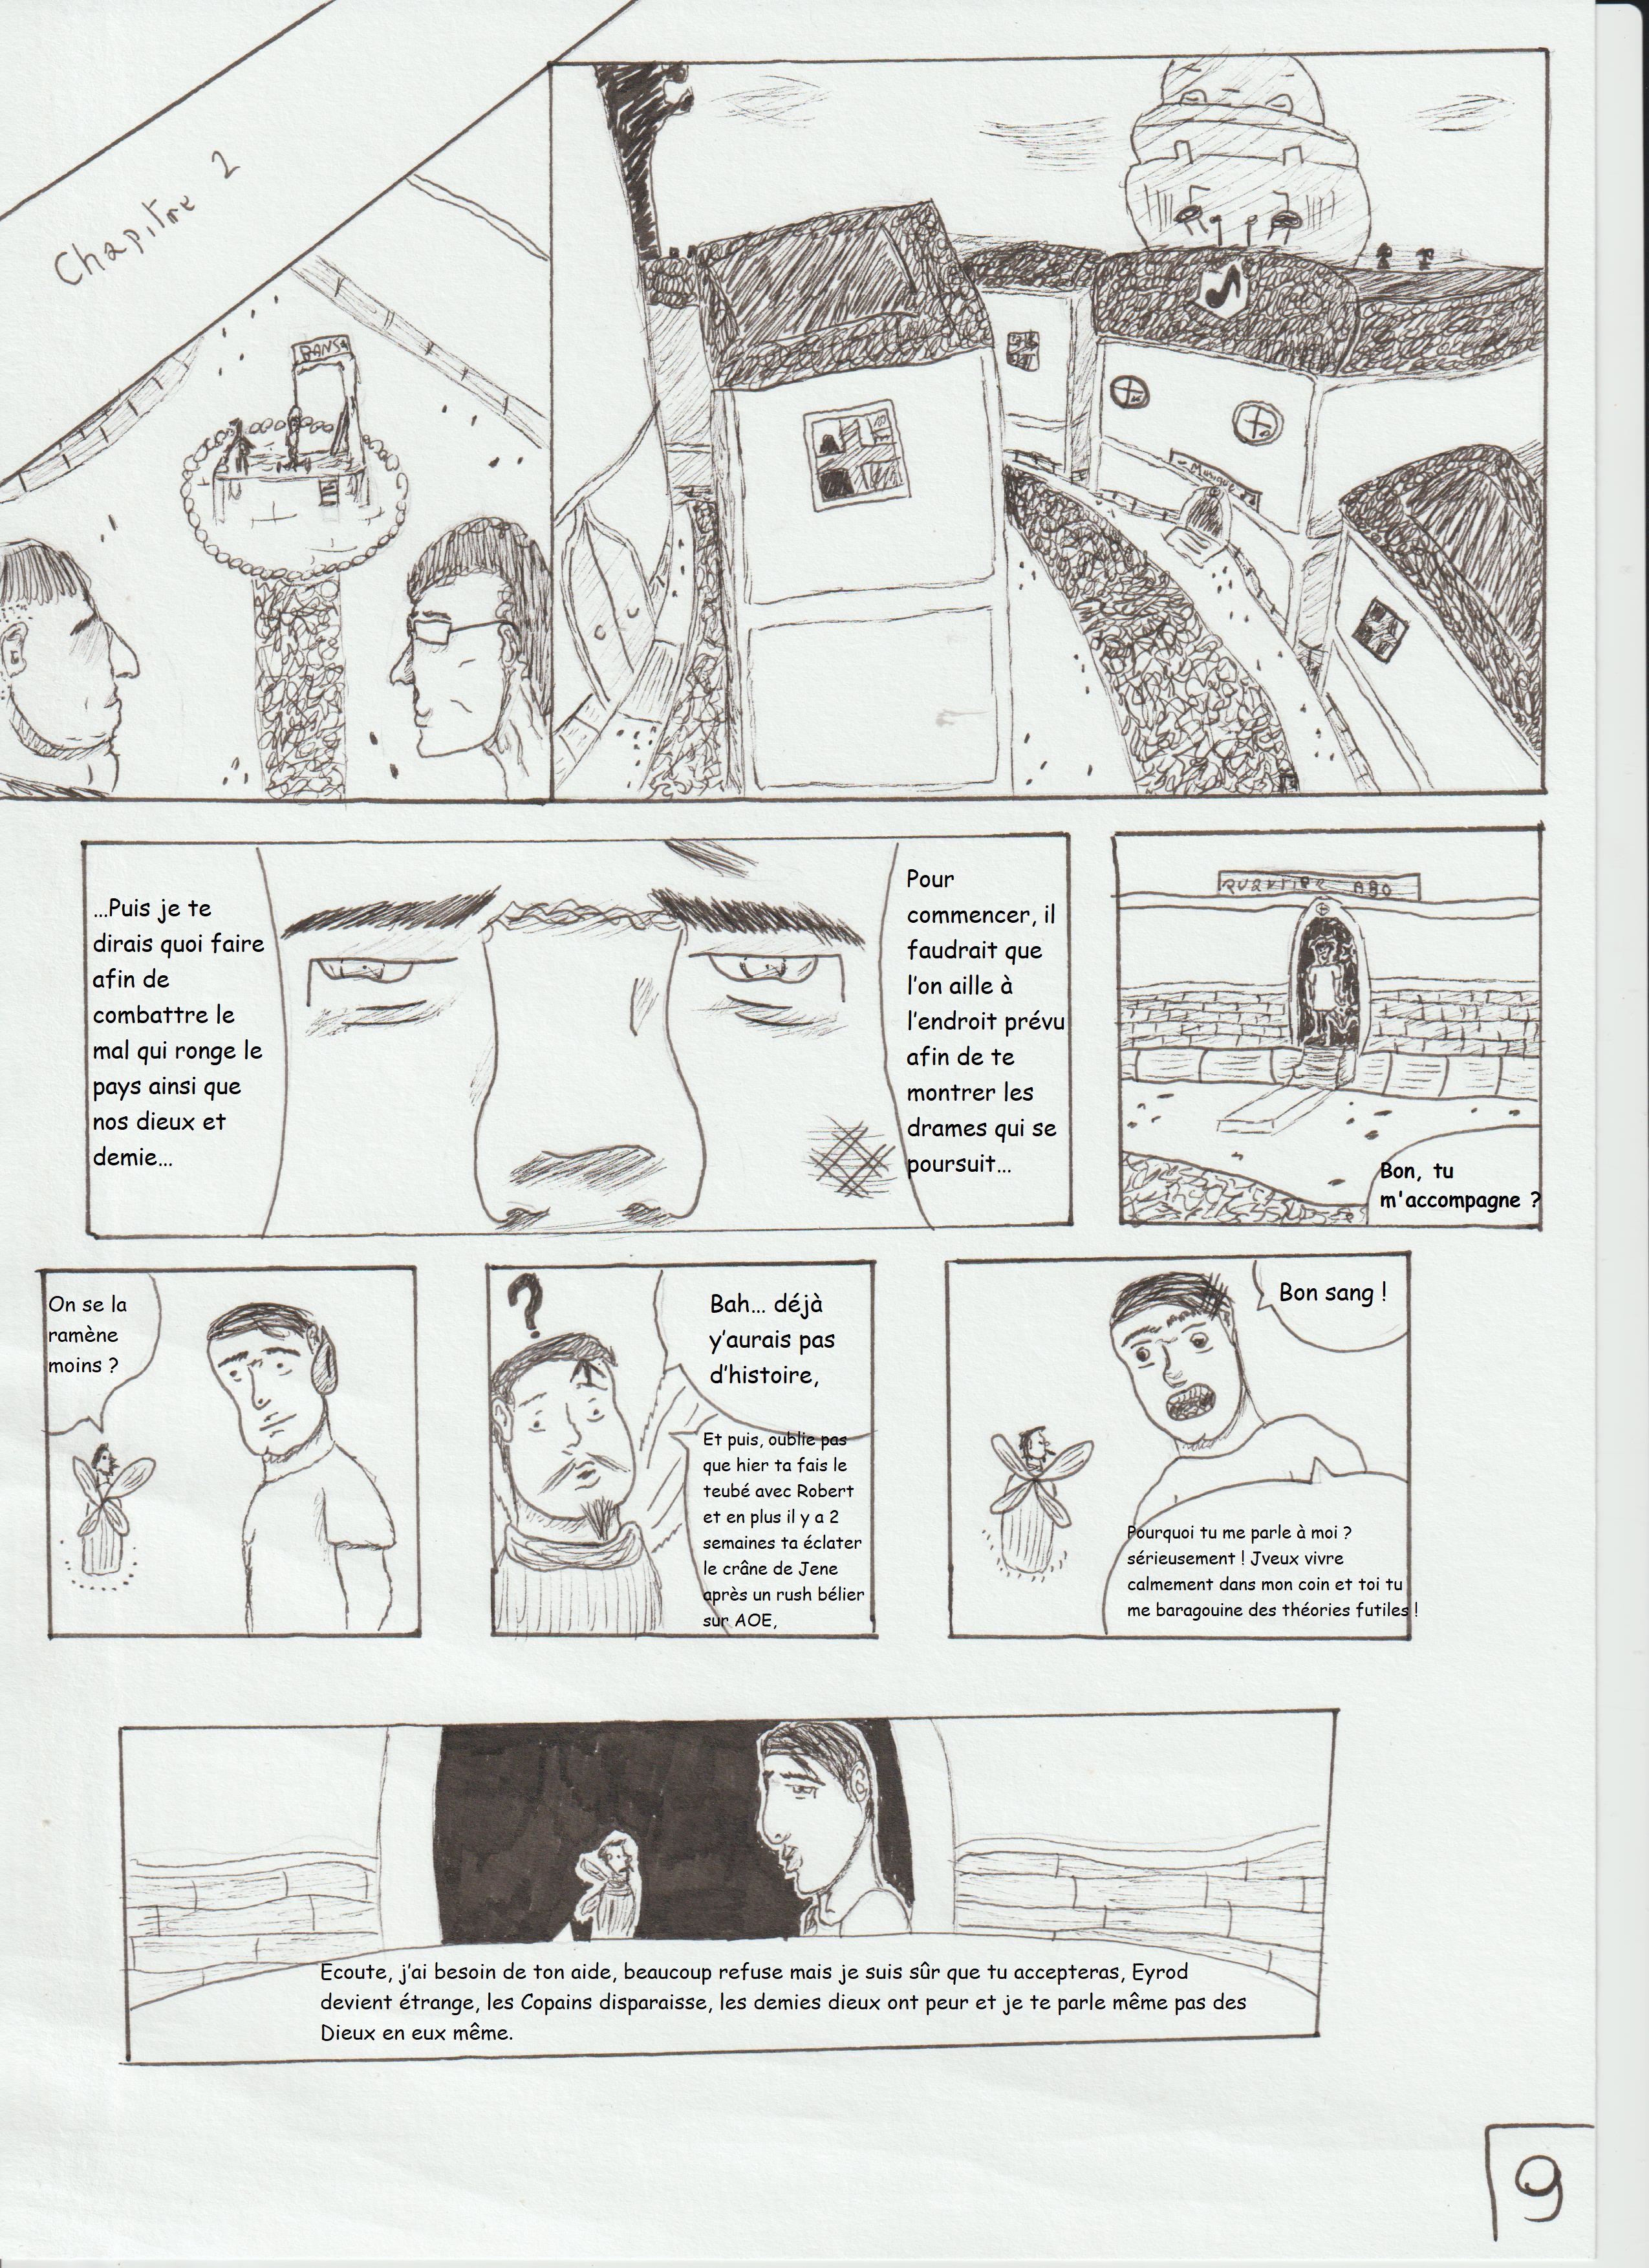 Chapitre 2
Musique
QUARTIER ABO
Bon, tu
m'accompagne ?
Pour
commencer, il
faudrait que
l'on aille à
l'endroit prévu
afin de te
montrer les
drames qui se
poursuit...
...Puis je te
dirais quoi faire
afin de
combattre le
mal qui ronge le
pays ainsi que
nos dieux et
demie...
Bon sang !
Pourquoi tu me parle à moi ?
sérieusement ! Jveux vivre
calmement dans mon coin et toi tu
me baragouine des théories futiles !
?
Bah... déjà
y'aurais pas
d'histoire,
Et puis, oublie pas
que hier ta fais le
teubé avec Robert
et en plus il y a 2
semaines ta éclater
le crâne de Jene
après un rush bélier
sur AOE,
On se la
ramène
moins ?
Ecoute, j'ai besoin de ton aide, beaucoup refuse mais je suis sûr que tu accepteras, Eyrod
devient étrange, les Copains disparaisse, les demies dieux ont peur et je te parle même pas des
Dieux en eux même.
9